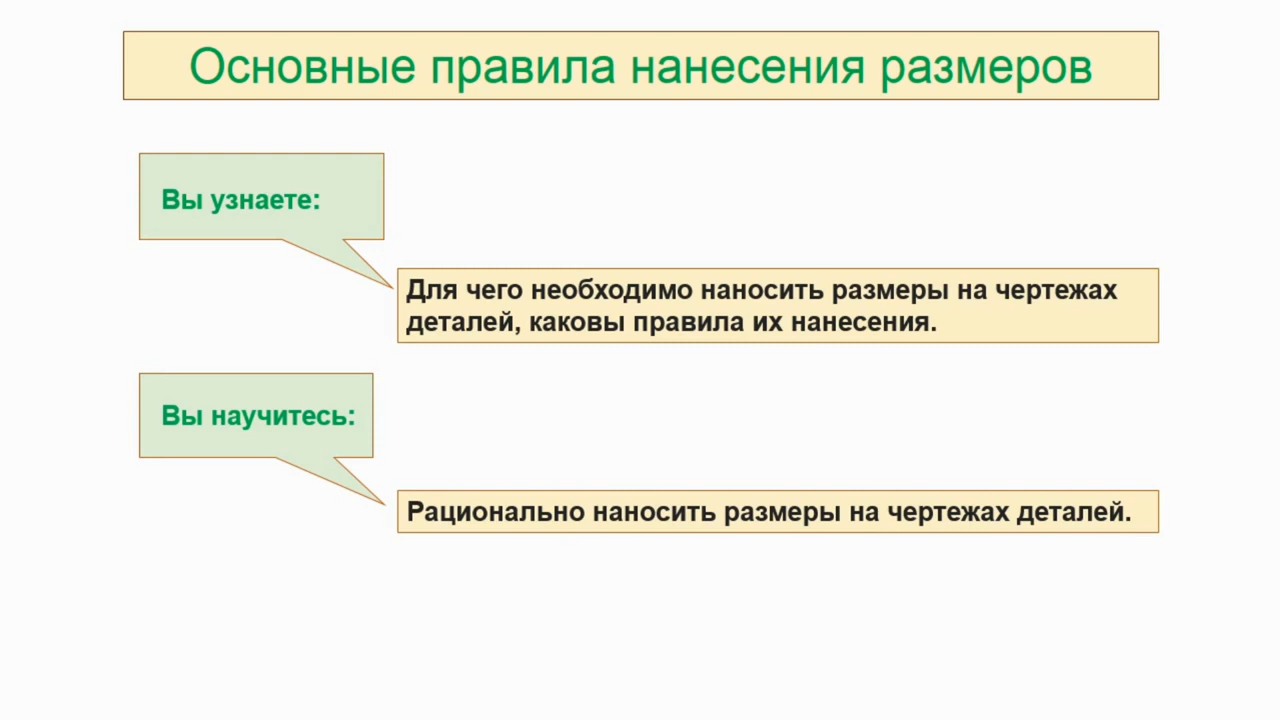 Основные правила нанесения размеров
Вы узнаете:
Для чего необходимо наносить размеры на чертежах
деталей, каковы правила их нанесения.
Вы научитесь:
Рационально наносить размеры на чертежах деталей.